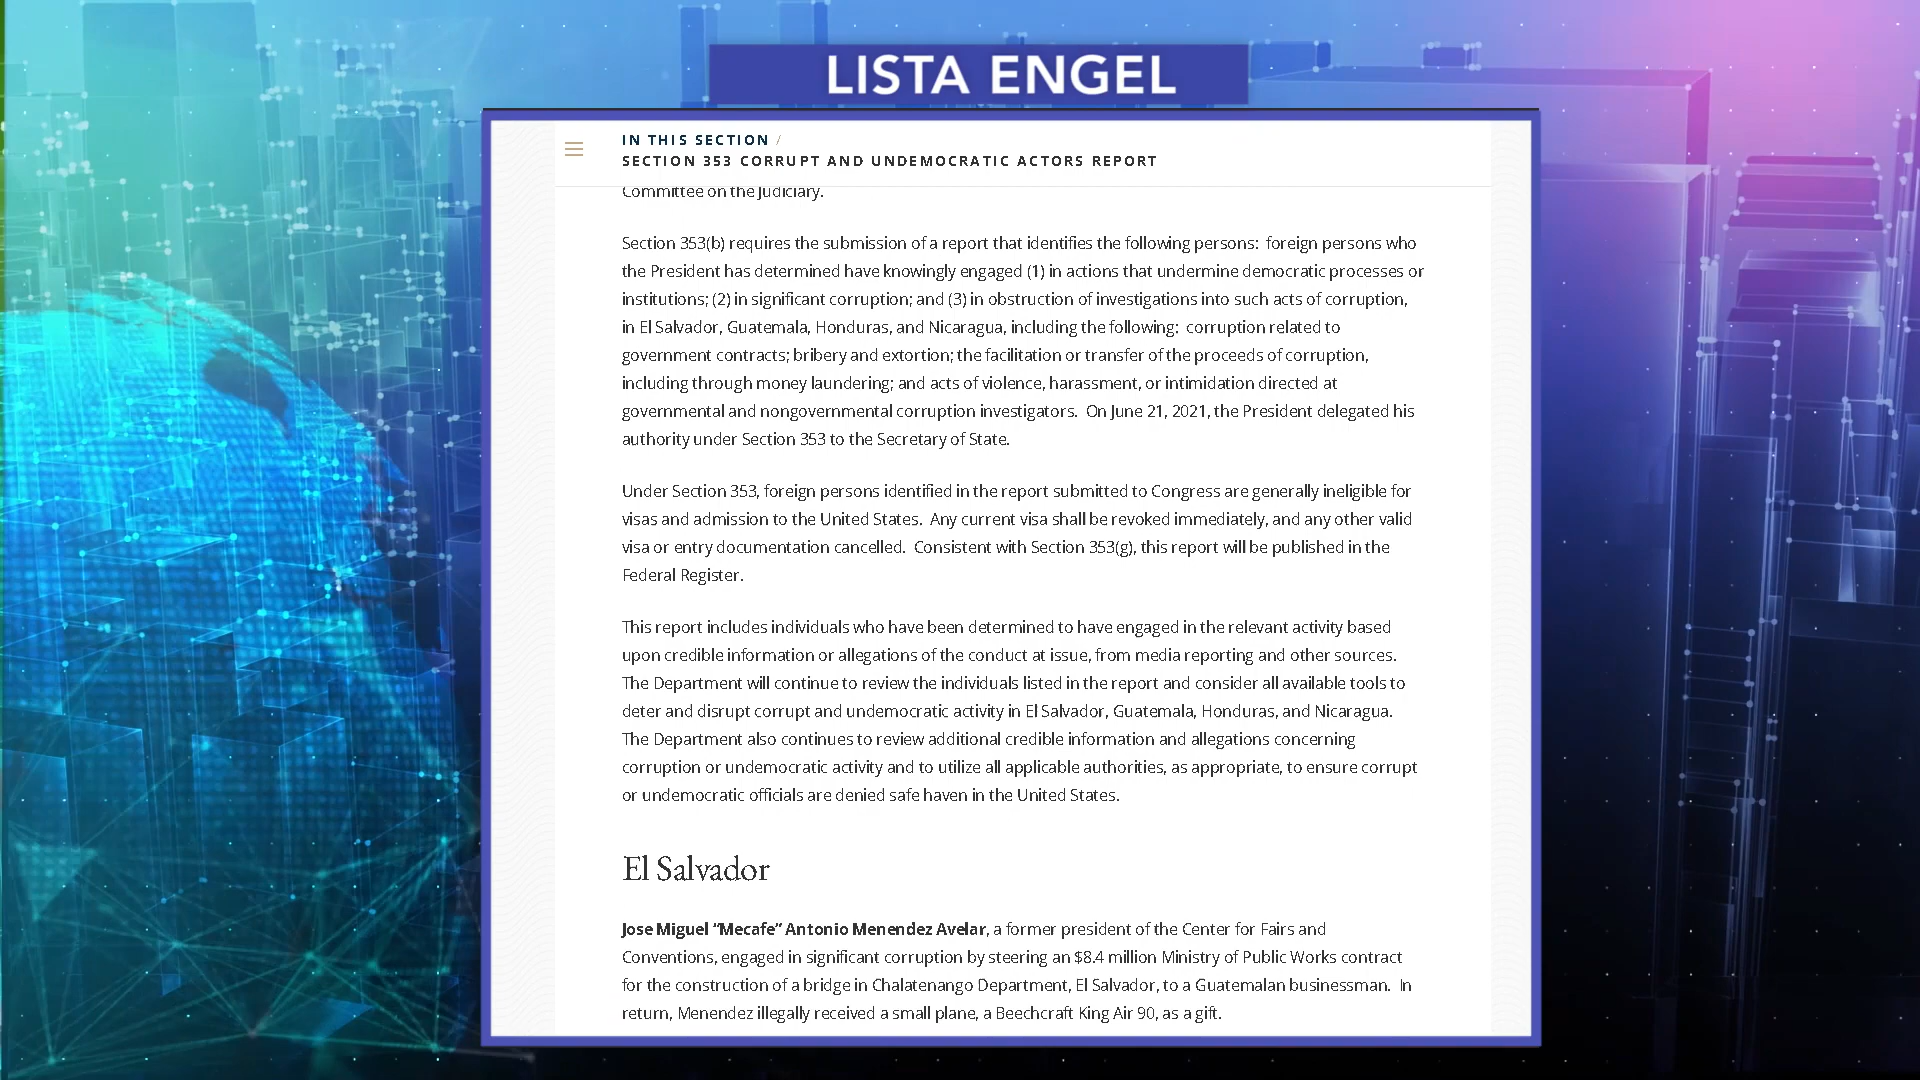 LISTA ENGEL
IN THIS SECTION /
SECTION 353 CORRUPT AND UNDEMOCRATIC ACTORS REPORT
Committee on the Judiciary.
Section 353(b) requires the submission of a report that identifies the following persons: foreign persons who
the President has determined have knowingly engaged (1) in actions that undermine democratic processes or
institutions; (2) in significant corruption; and (3) in obstruction of investigations into such acts of corruption,
in El Salvador, Guatemala, Honduras, and Nicaragua, including the following: corruption related to
government contracts; bribery and extortion; the facilitation or transfer of the proceeds of corruption,
including through money laundering; and acts of violence, harassment, or intimidation directed at
governmental and nongovernmental corruption investigators. On June 21, 2021, the President delegated his
authority under Section 353 to the Secretary of State.
Under Section 353, foreign persons identified in the report submitted to Congress are generally ineligible for
visas and admission to the United States. Any current visa shall be revoked immediately, and any other valid
visa or entry documentation cancelled. Consistent with Section 353(g), this report will be published in the
Federal Register.
This report includes individuals who have been determined to have engaged in the relevant activity based
upon credible information or allegations of the conduct at issue, from media reporting and other sources.
The Department will continue to review the individuals listed in the report and consider all available tools to
deter and disrupt corrupt and undemocratic activity in El Salvador, Guatemala, Honduras, and Nicaragua.
The Department also continues to review additional credible information and allegations concerning
corruption or undemocratic activity and to utilize all applicable authorities, as appropriate, to ensure corrupt
or undemocratic officials are denied safe haven in the United States.
El Salvador
Jose Miguel “Mecafe” Antonio Menendez Avelar, a former president of the Center for Fairs and
Conventions, engaged in significant corruption by steering an $8.4 million Ministry of Public Works contract
for the construction of a bridge in Chalatenango Department, El Salvador, to a Guatemalan businessman. In
return, Menendez illegally received a small plane, a Beechcraft King Air 90, as a gift.